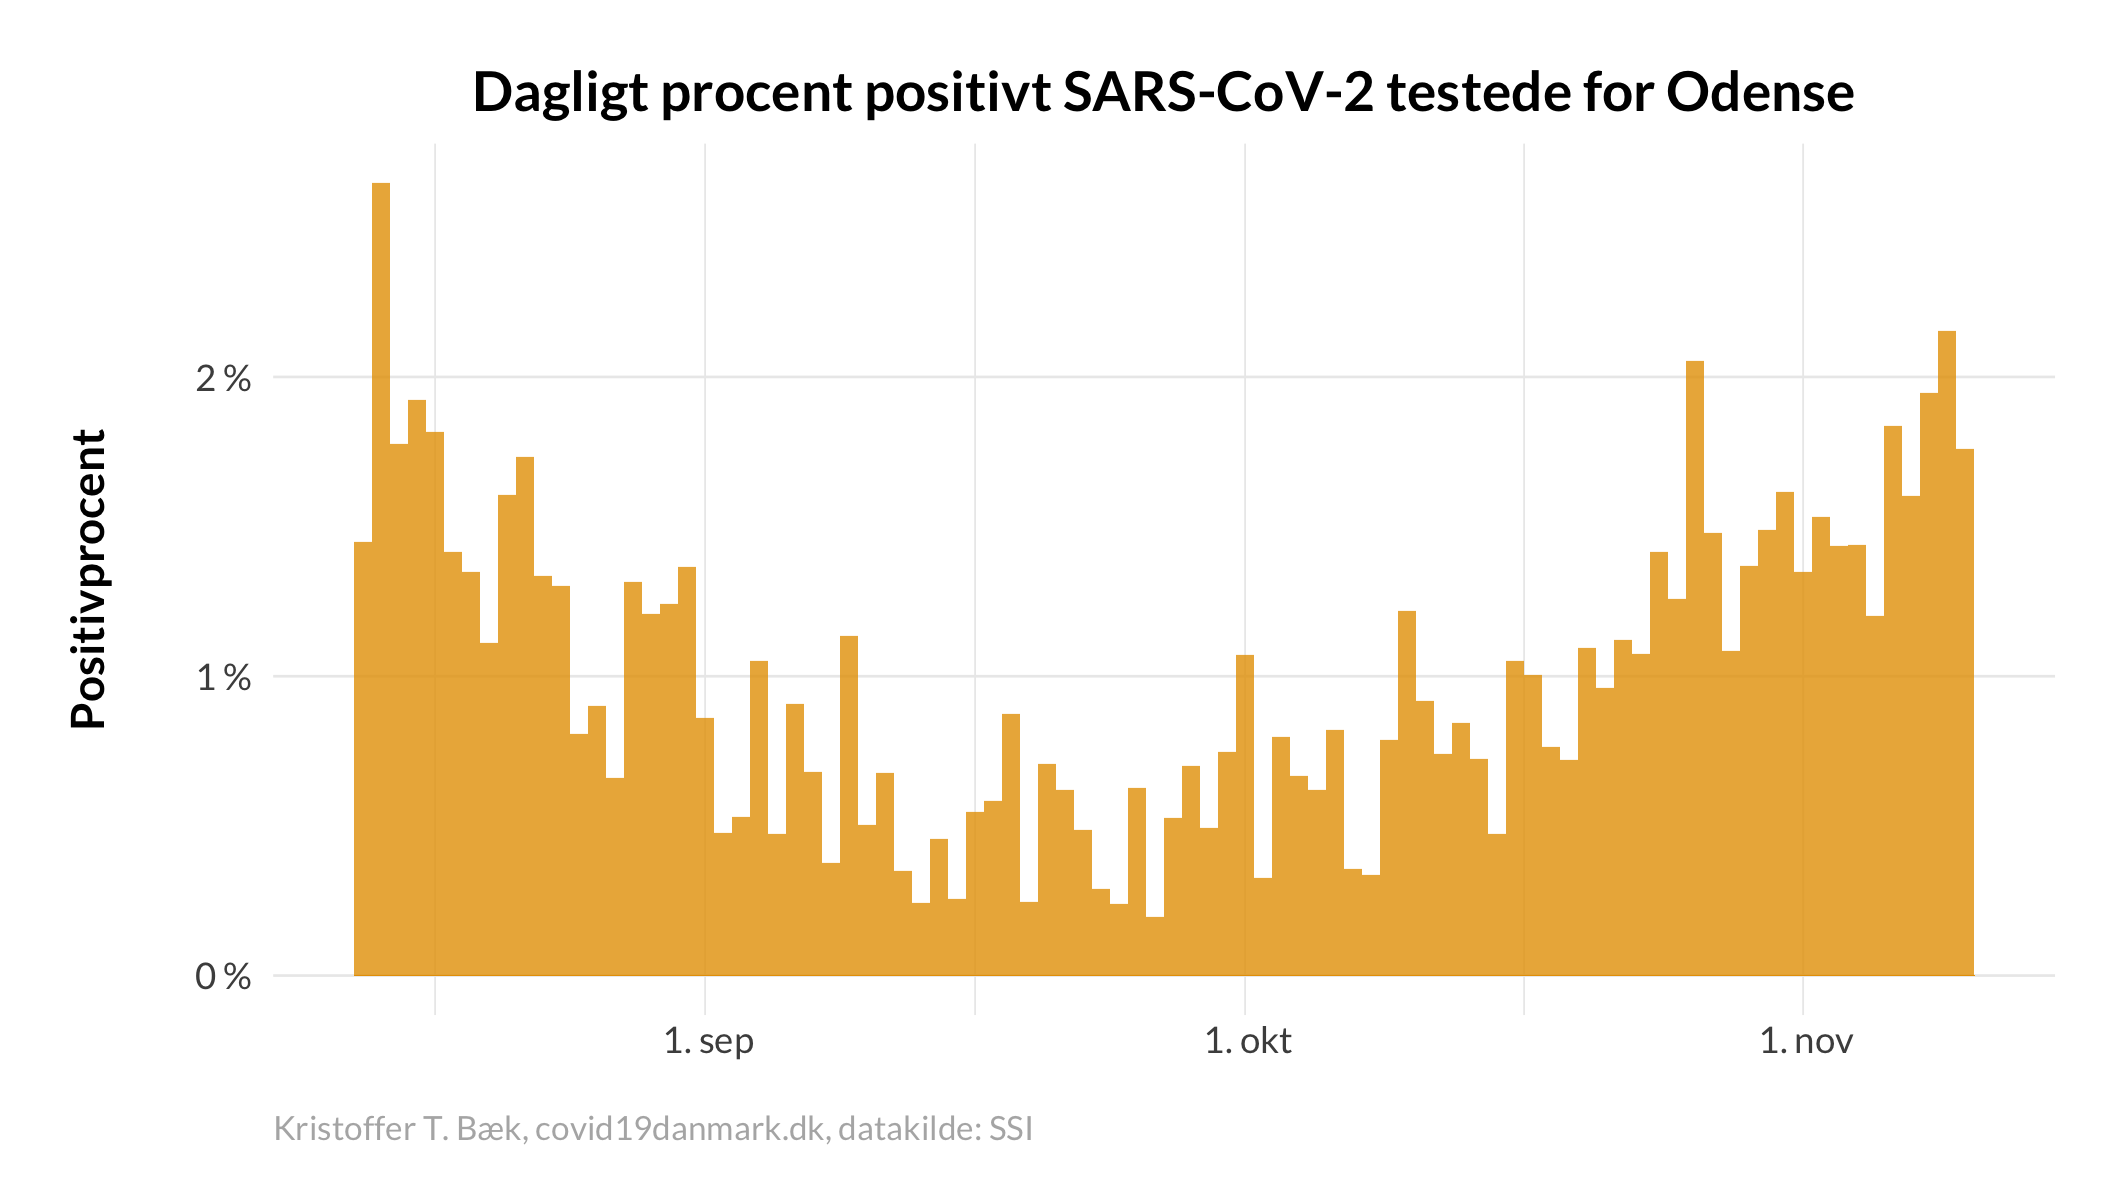 Dagligt procent positivt SARS-CoV-2 testede for Odense
Positivprocent
2 %
1 %
0 %
1. sep
1. okt
1. nov
Kristoffer T. Bæk, covid19danmark.dk, datakilde: SSI